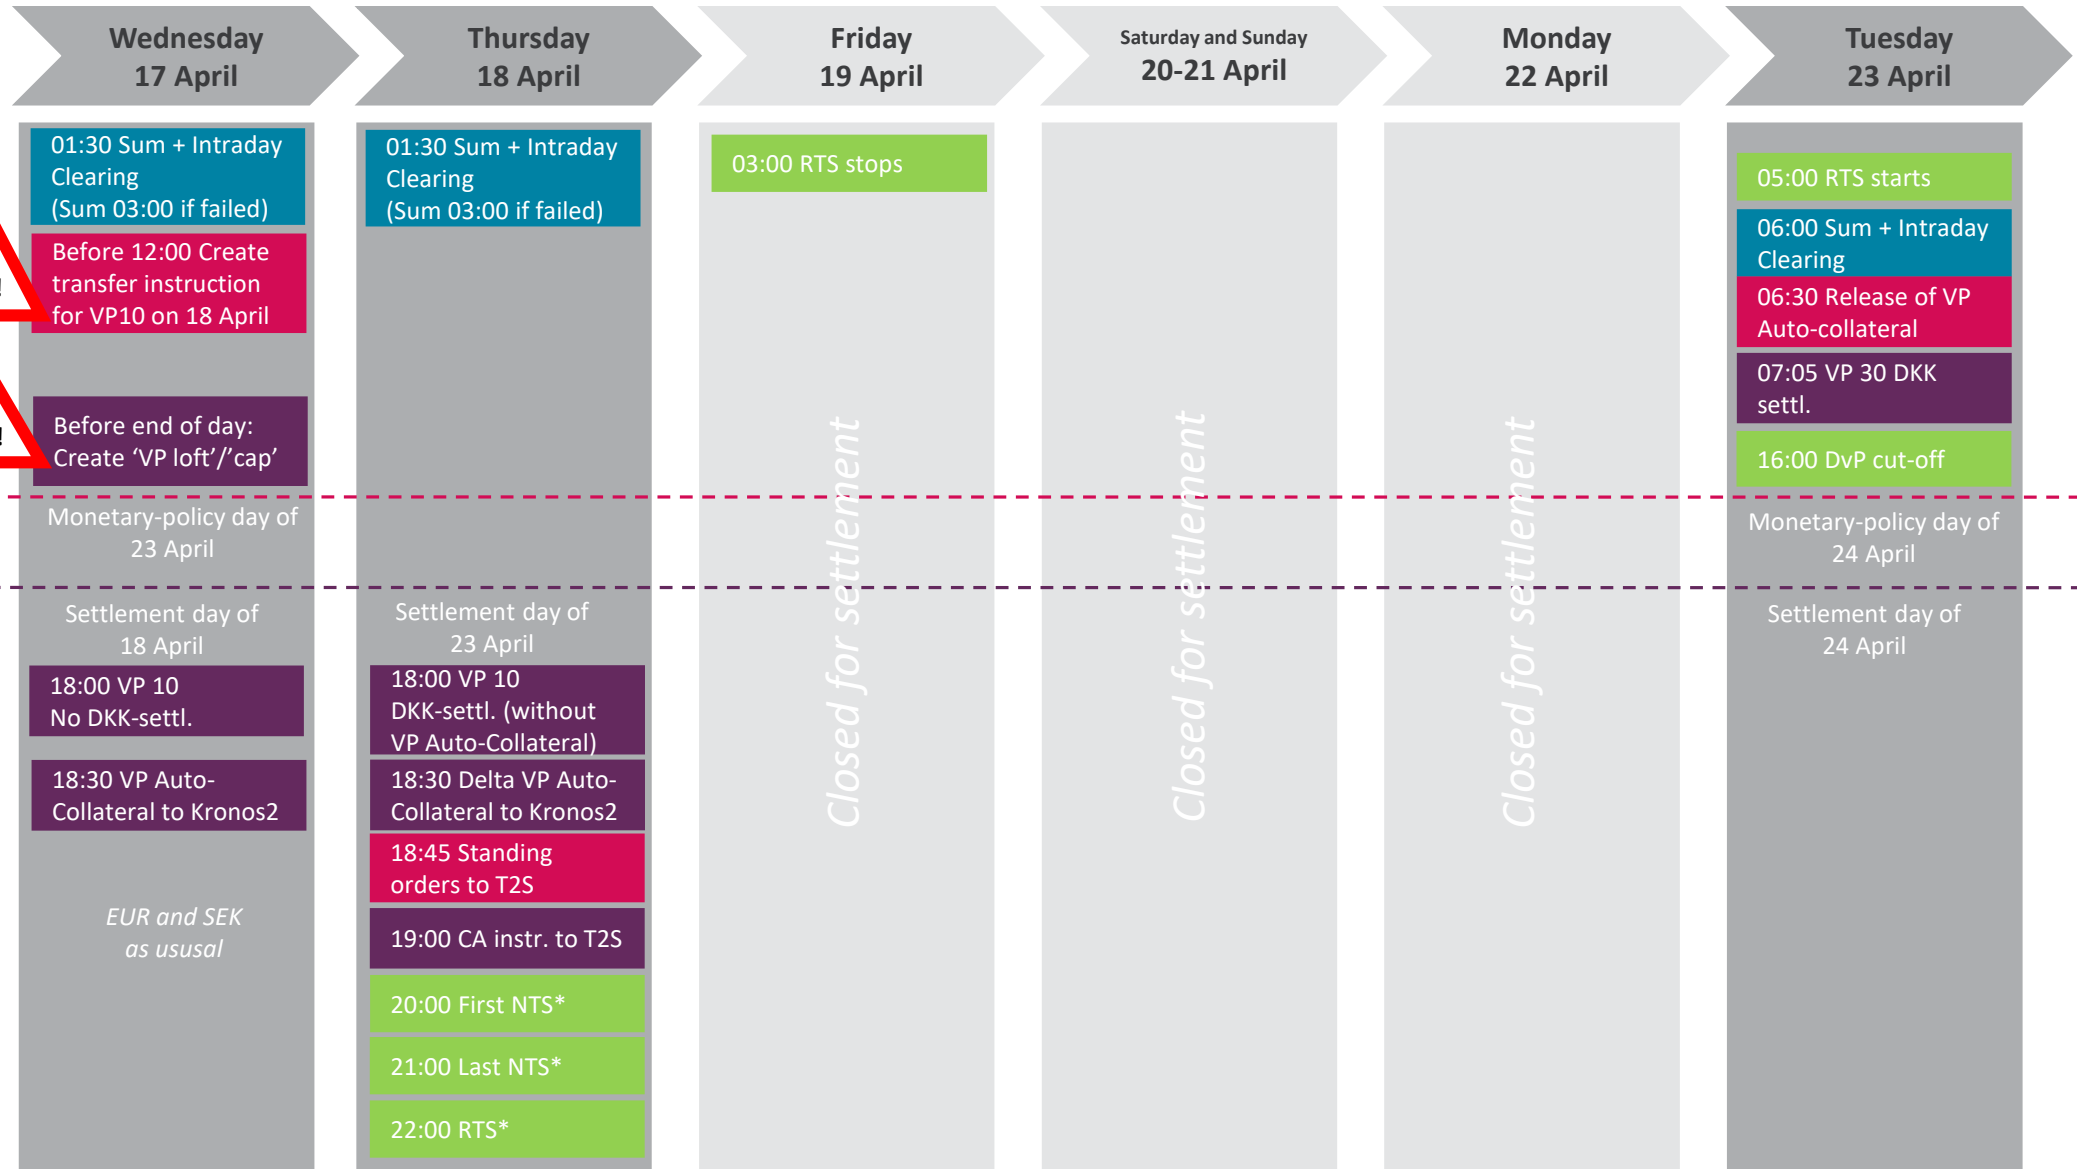 Wednesday
17 April
Thursday
18 April
Friday
19 April
Saturday and Sunday
20-21 April
Monday
22 April
Tuesday
23 April
01:30 Sum + Intraday
Clearing
(Sum 03:00 if failed)
!
Before 12:00 Create
transfer instruction
for VP10 on 18 April
!
Before end of day:
Create ‘VP loft’/’cap’
Monetary-policy day of
23 April
Settlement day of
18 April
18:00 VP 10
No DKK-settl.
18:30 VP Auto-
Collateral to Kronos2
EUR and SEK
as ususal
01:30 Sum + Intraday
Clearing
(Sum 03:00 if failed)
Settlement day of
23 April
18:00 VP 10
DKK-settl. (without
VP Auto-Collateral)
18:30 Delta VP Auto-
Collateral to Kronos2
18:45 Standing
orders to T2S
19:00 CA instr. to T2S
20:00 First NTS*
21:00 Last NTS*
22:00 RTS*
03:00 RTS stops
Closed for settlement
Closed for settlement
Closed for settlement
05:00 RTS starts
06:00 Sum + Intraday
Clearing
06:30 Release of VP
Auto-collateral
07:05 VP 30 DKK
settl.
16:00 DvP cut-off
Monetary-policy day of
24 April
Settlement day of
24 April